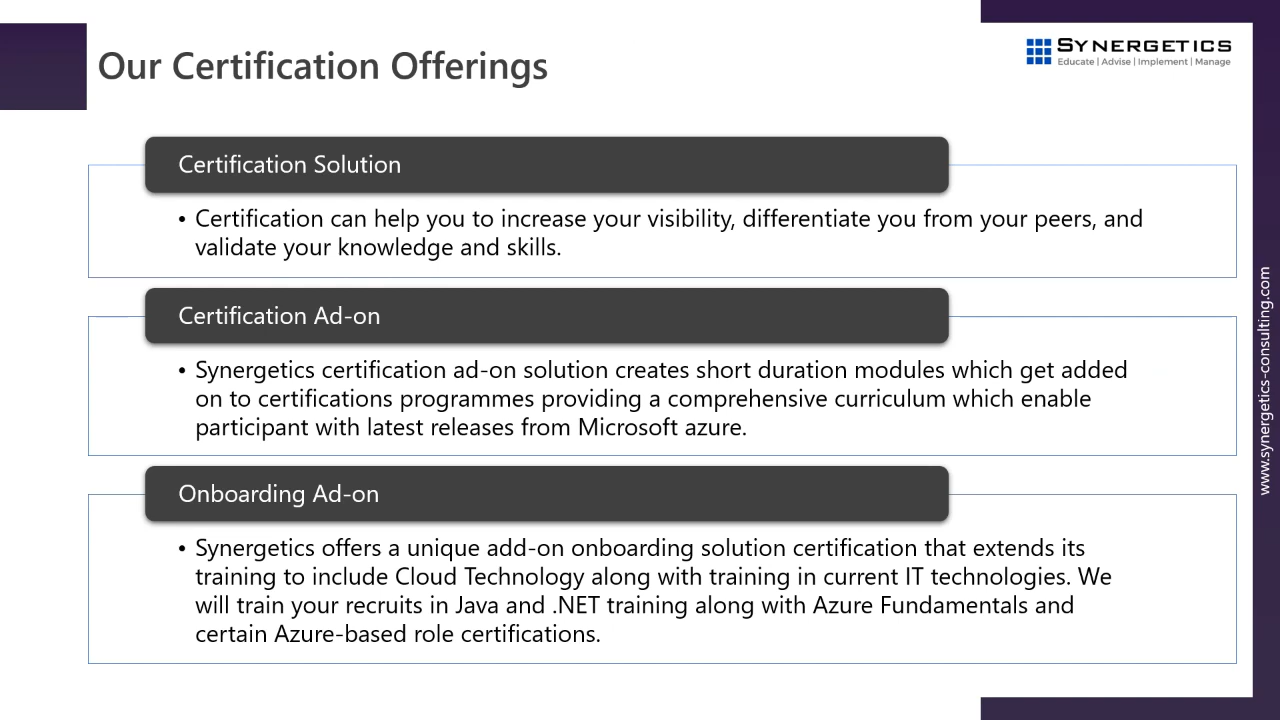 Our Certification Offerings
SYNERGETICS
Educate | Advise | Implement | Manage
Certification Solution
• Certification can help you to increase your visibility, differentiate you from your peers, and
validate your knowledge and skills.
Certification Ad-on
• Synergetics certification ad-on solution creates short duration modules which get added
on to certifications programmes providing a comprehensive curriculum which enable
participant with latest releases from Microsoft azure.
Onboarding Ad-on
• Synergetics offers a unique add-on onboarding solution certification that extends its
training to include Cloud Technology along with training in current IT technologies. We
will train your recruits in Java and .NET training along with Azure Fundamentals and
certain Azure-based role certifications.
www.synergetics-consulting.com